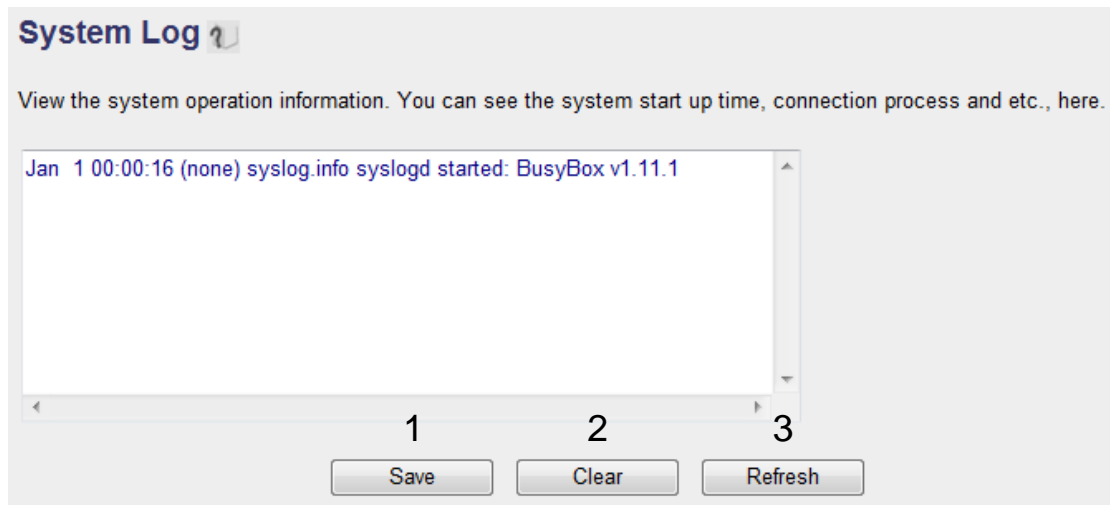 System Log
View the system operation information. You can see the system start up time, connection process and etc., here.
Jan 1 00:00:16 (none) syslog.info syslogd started: BusyBox v1.11.1
1 2 3
Save Clear Refresh